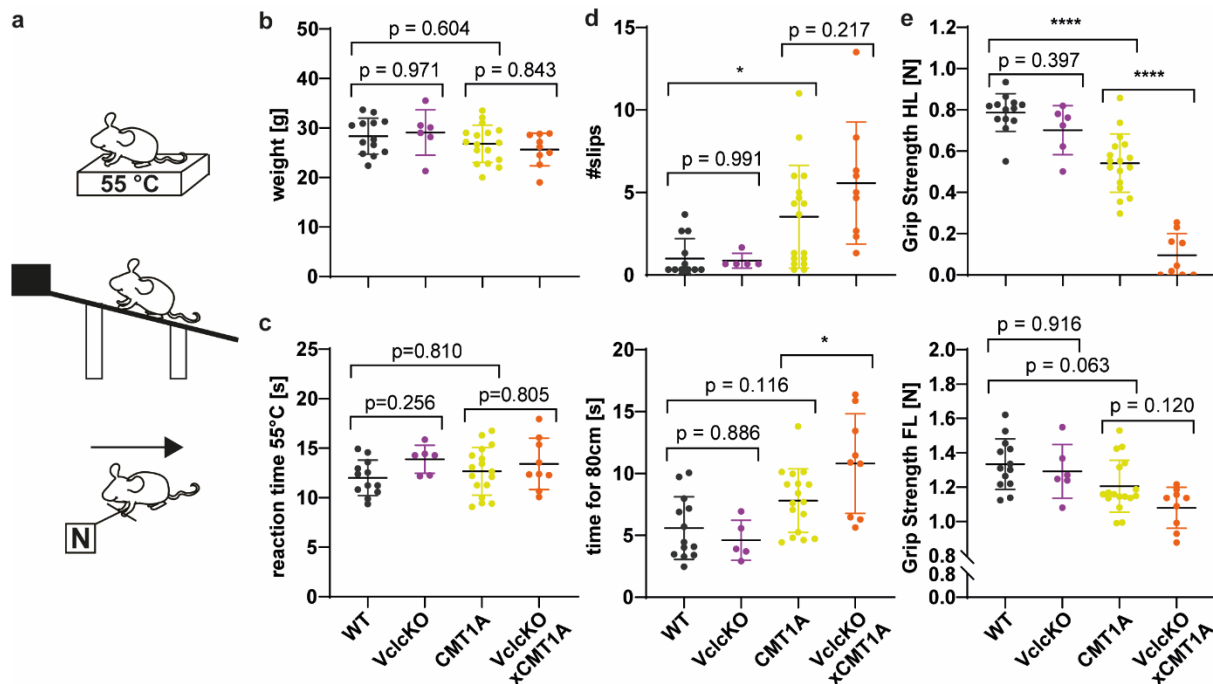 a
55 °C
N
b
weight [g]
50
40
30
20
10
0
p = 0.604
p = 0.971
p = 0.843
c
reaction time 55°C [s]
25
20
15
10
5
0
p=0.810
p=0.256
p=0.805
WT
VclcKO
CMT1A
VclcKO
xCMT1A
d
#slips
15
10
5
0
p = 0.217
*
p = 0.991
time for 80cm [s]
20
15
10
5
0
*
p = 0.116
p = 0.886
WT
VclcKO
CMT1A
VclcKO
xCMT1A
e
Grip Strength HL [N]
1.0
0.8
0.6
0.4
0.2
0.0
****
p = 0.397
****
Grip Strength FL [N]
2.0
1.8
1.6
1.4
1.2
1.0
0.8
0.8
0.0
p = 0.916
p = 0.063
p = 0.120
WT
VclcKO
CMT1A
VclcKO
xCMT1A